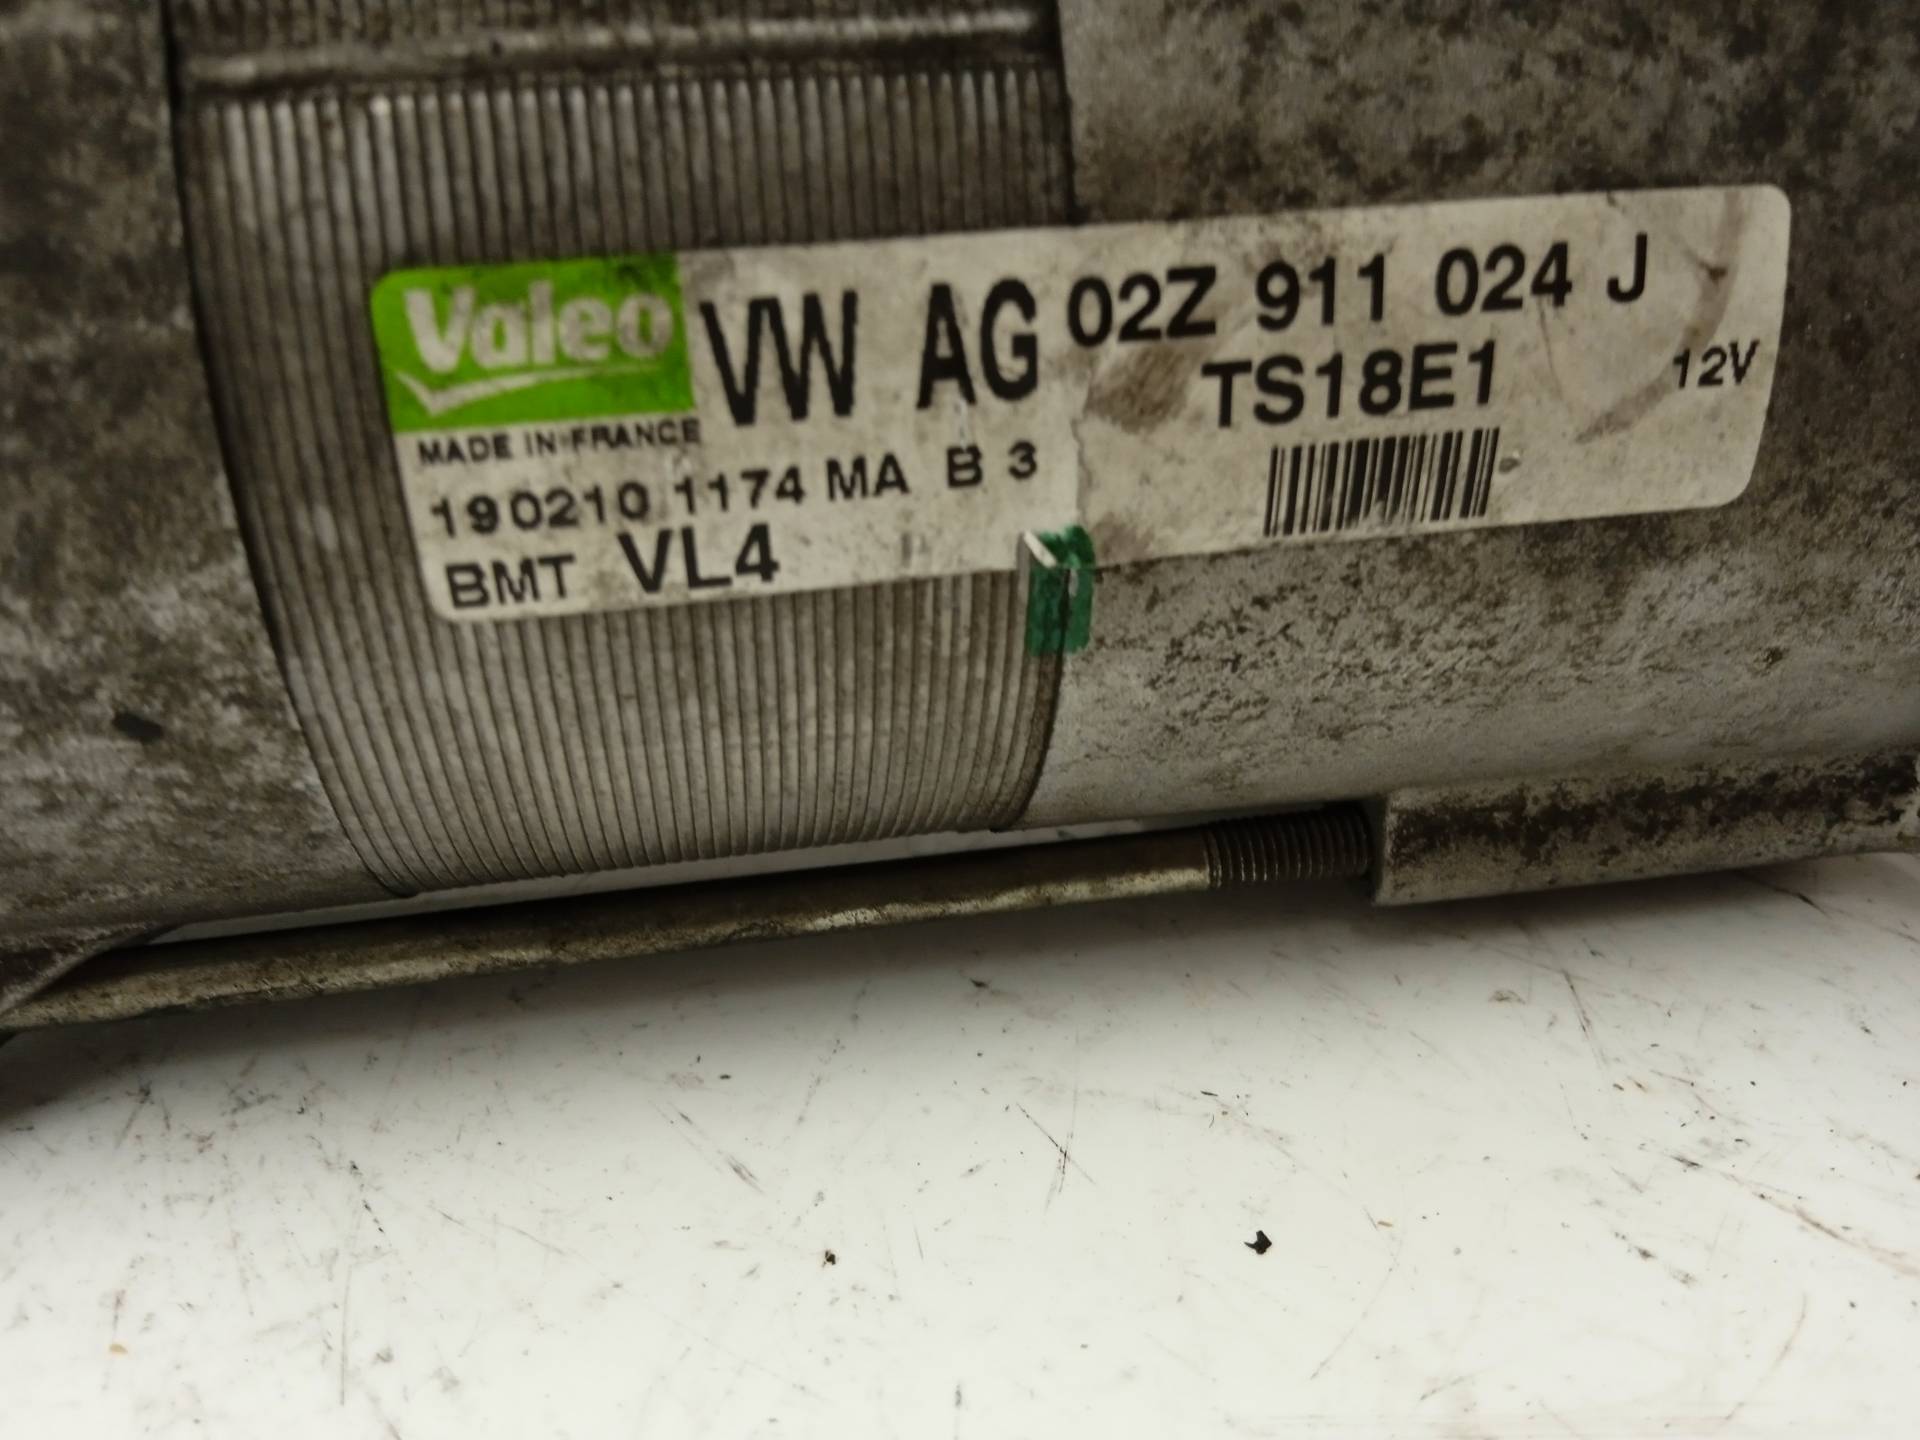 Valeo VW AG 02Z 911 024 J
TS18E1 12V
MADE IN FRANCE
190210 1174 MA B 3
BMT VL4